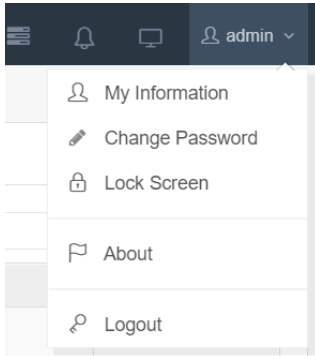 admin
My Information
Change Password
Lock Screen
About
Logout